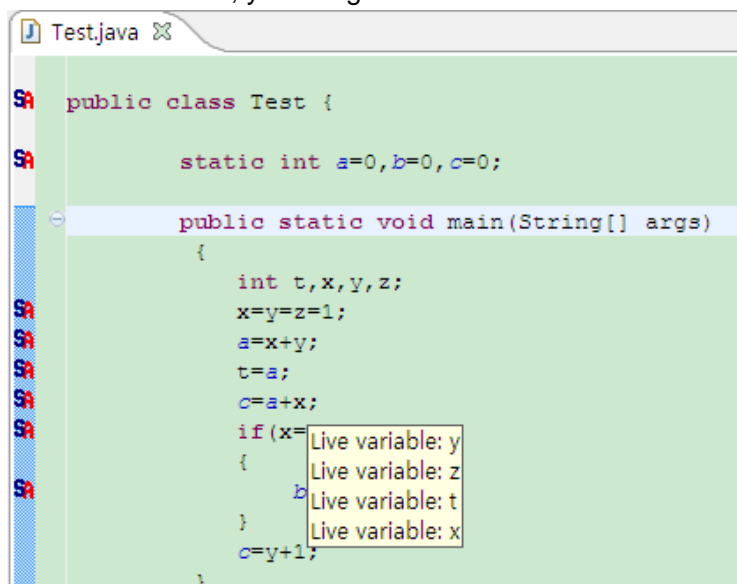 Test.java
SA public class Test {
SA static int a=0,b=0,c=0;
public static void main(String[] args)
{
int t,x,y,z;
SA x=y=z=1;
SA a=x+y;
SA t=a;
SA c=a+x;
SA if(x=
Live variable: y
{
Live variable: z
SA b
Live variable: t
}
Live variable: x
c=y+1;
}